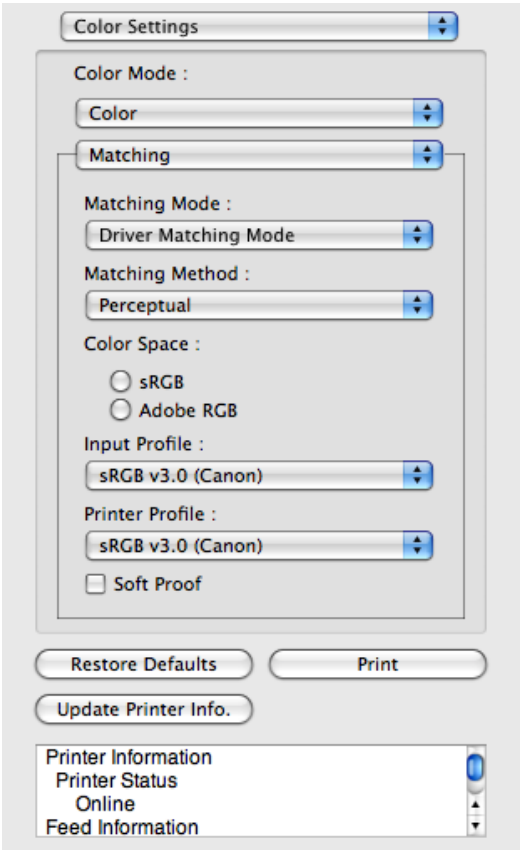 Color Settings
Color Mode :
Color
Matching
Matching Mode :
Driver Matching Mode
Matching Method :
Perceptual
Color Space :
sRGB
Adobe RGB
Input Profile :
sRGB v3.0 (Canon)
Printer Profile :
sRGB v3.0 (Canon)
Soft Proof
Restore Defaults Print
Update Printer Info.
Printer Information
Printer Status
Online
Feed Information